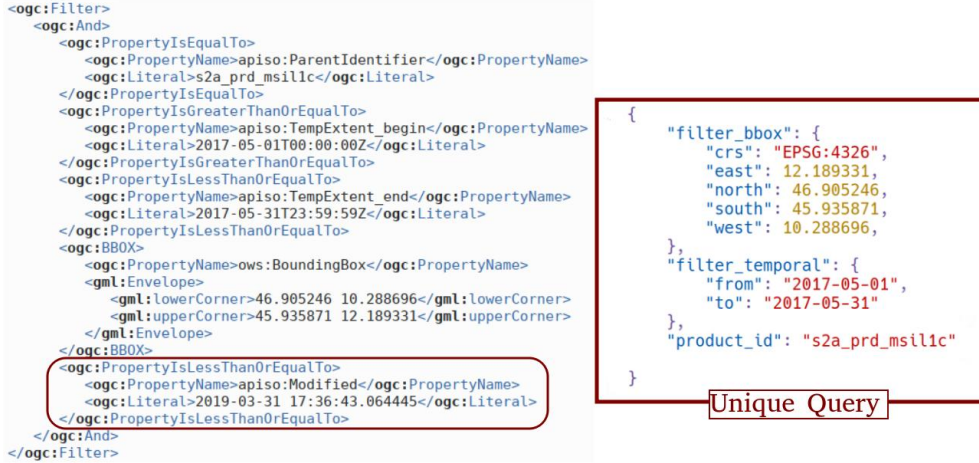 <ogc:Filter>
<ogc:And>
<ogc:PropertyIsEqualTo>
<ogc:PropertyName>apiso:ParentIdentifier</ogc:PropertyName>
<ogc:Literal>s2a_prd_msil1c</ogc:Literal>
</ogc:PropertyIsEqualTo>
<ogc:PropertyIsGreaterThanOrEqualTo>
<ogc:PropertyName>apiso:TempExtent_begin</ogc:PropertyName>
<ogc:Literal>2017-05-01T00:00:00Z</ogc:Literal>
</ogc:PropertyIsGreaterThanOrEqualTo>
<ogc:PropertyIsLessThanOrEqualTo>
<ogc:PropertyName>apiso:TempExtent_end</ogc:PropertyName>
<ogc:Literal>2017-05-31T23:59:59Z</ogc:Literal>
</ogc:PropertyIsLessThanOrEqualTo>
<ogc:BBOX>
<ogc:PropertyName>ows:BoundingBox</ogc:PropertyName>
<gml:Envelope>
<gml:lowerCorner>46.905246 10.288696</gml:lowerCorner>
<gml:upperCorner>45.935871 12.189331</gml:upperCorner>
</gml:Envelope>
</ogc:BBOX>
<ogc:PropertyIsLessThanOrEqualTo>
<ogc:PropertyName>apiso:Modified</ogc:PropertyName>
<ogc:Literal>2019-03-31 17:36:43.064445</ogc:Literal>
</ogc:PropertyIsLessThanOrEqualTo>
</ogc:And>
</ogc:Filter>
{
"filter_bbox": {
"crs": "EPSG:4326",
"east": 12.189331,
"north": 46.905246,
"south": 45.935871,
"west": 10.288696,
},
"filter_temporal": {
"from": "2017-05-01",
"to": "2017-05-31"
},
"product_id": "s2a_prd_msil1c"
}
Unique Query